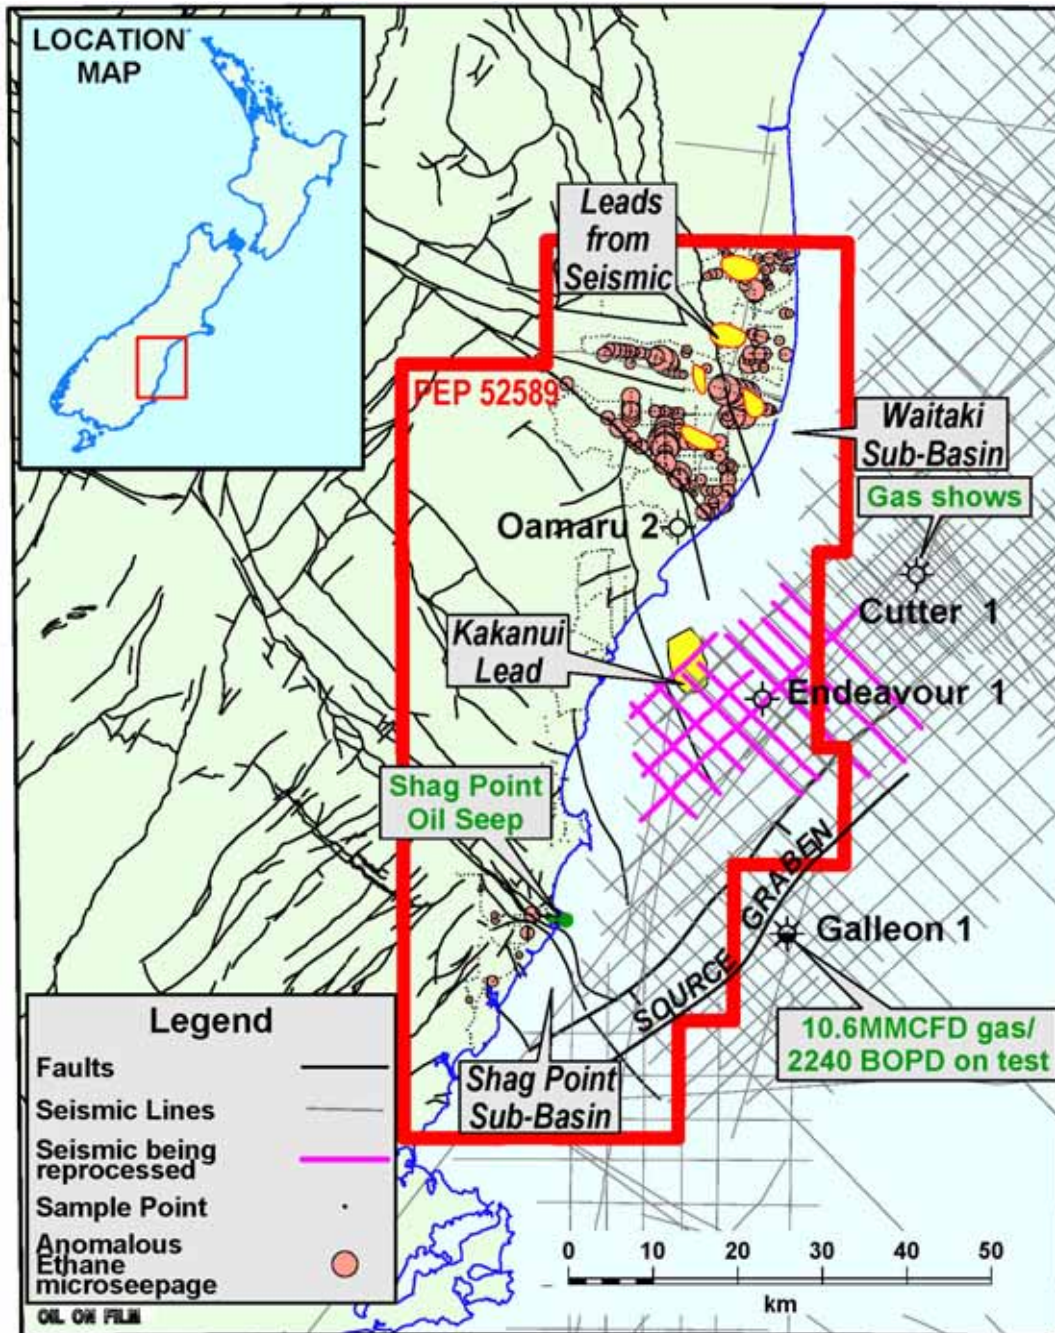 LOCATION
MAP
Leads
from
Seismic
PEP 52589
Waitaki
Sub-Basin
Gas shows
Oamaru 2
Cutter 1
Kakanui
Lead
Endeavour 1
Shag Point
Oil Seep
SOURCE GRABEN
Galleon 1
10.6MMCFD gas/
2240 BOPD on test
Shag Point
Sub-Basin
Legend
Faults
Seismic Lines
Seismic being
reprocessed
Sample Point
Anomalous
Ethane
microseepage
OIL ON FILM
0 10 20 30 40 50
km